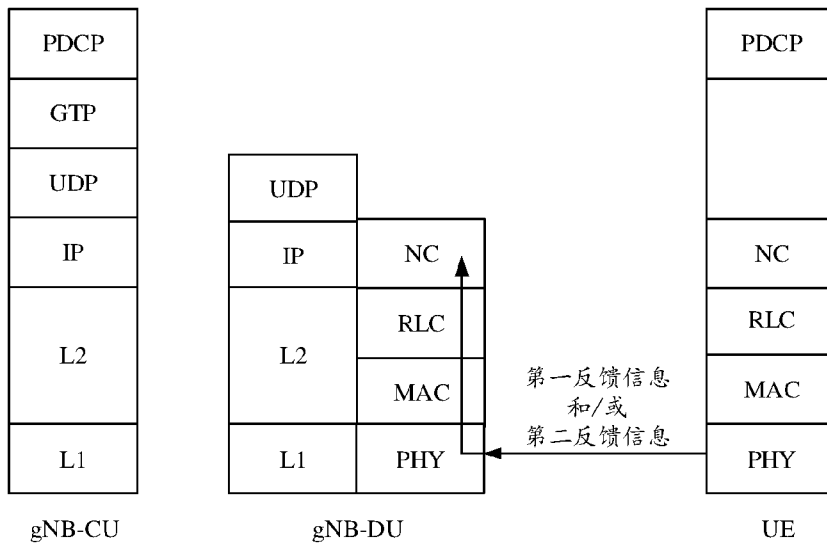 PDCP
GTP
UDP
IP
L2
L1
gNB-CU
UDP
IP
L2
L1
NC
RLC
MAC
PHY
gNB-DU
第一反馈信息
和/或
第二反馈信息
PDCP
NC
RLC
MAC
PHY
UE